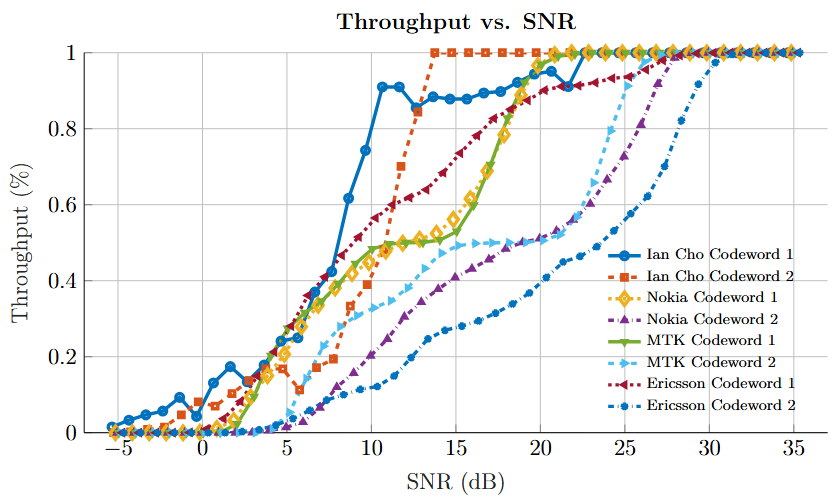 Throughput vs. SNR
Throughput (%)
1
0.8
0.6
0.4
0.2
0
−5
0
5
10
15
20
25
30
35
SNR (dB)
Ian Cho Codeword 1
Ian Cho Codeword 2
Nokia Codeword 1
Nokia Codeword 2
MTK Codeword 1
MTK Codeword 2
Ericsson Codeword 1
Ericsson Codeword 2